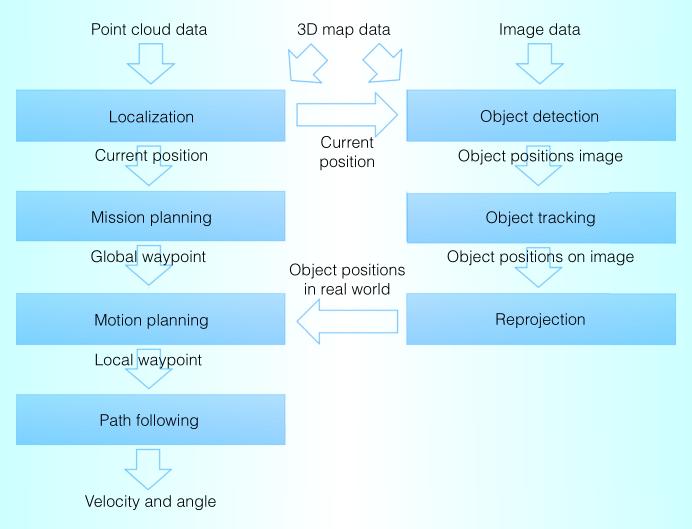 Point cloud data
3D map data
Image data
Localization
Object detection
Current
position
Current position
Object positions image
Mission planning
Object tracking
Global waypoint
Object positions on image
Object positions
in real world
Motion planning
Reprojection
Local waypoint
Path following
Velocity and angle